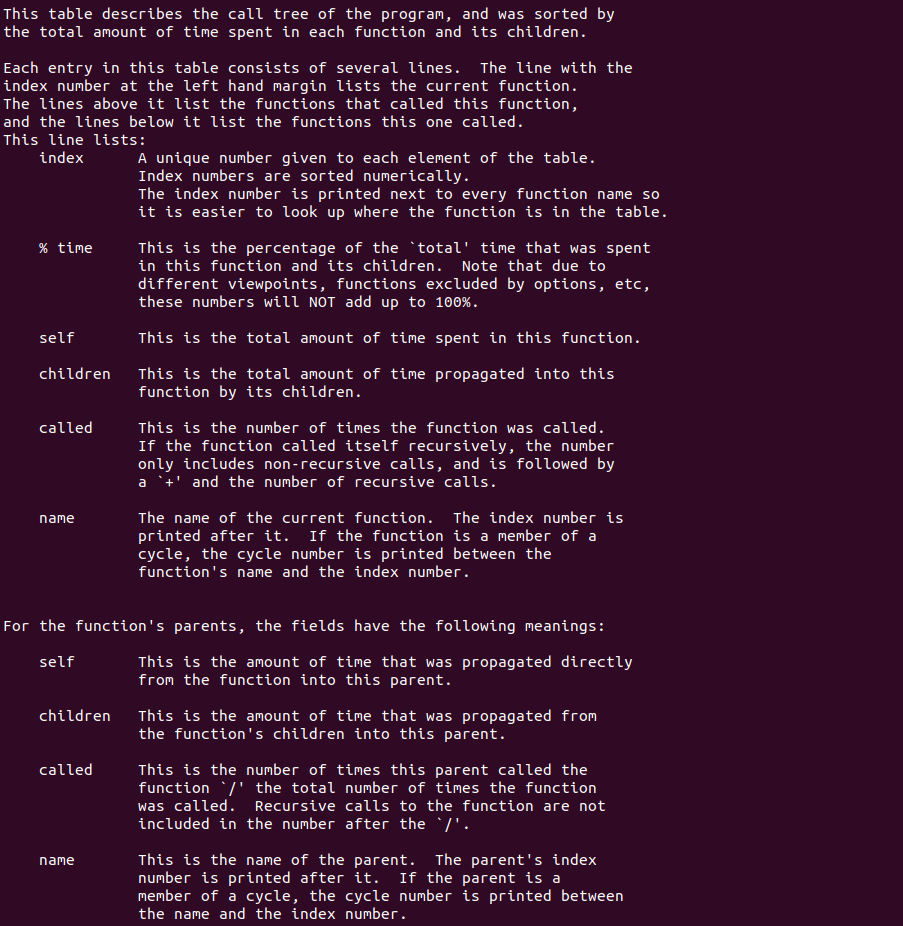 This table describes the call tree of the program, and was sorted by
the total amount of time spent in each function and its children.
Each entry in this table consists of several lines.  The line with the
index number at the left hand margin lists the current function.
The lines above it list the functions that called this function,
and the lines below it list the functions this one called.
This line lists:
index      A unique number given to each element of the table.
Index numbers are sorted numerically.
The index number is printed next to every function name so
it is easier to look up where the function is in the table.
% time     This is the percentage of the `total' time that was spent
in this function and its children.  Note that due to
different viewpoints, functions excluded by options, etc,
these numbers will NOT add up to 100%.
self       This is the total amount of time spent in this function.
children   This is the total amount of time propagated into this
function by its children.
called     This is the number of times the function was called.
If the function called itself recursively, the number
only includes non-recursive calls, and is followed by
a `+' and the number of recursive calls.
name       The name of the current function.  The index number is
printed after it.  If the function is a member of a
cycle, the cycle number is printed between the
function's name and the index number.
For the function's parents, the fields have the following meanings:
self       This is the amount of time that was propagated directly
from the function into this parent.
children   This is the amount of time that was propagated from
the function's children into this parent.
called     This is the number of times this parent called the
function `/' the total number of times the function
was called.  Recursive calls to the function are not
included in the number after the `/'.
name       This is the name of the parent.  The parent's index
number is printed after it.  If the parent is a
member of a cycle, the cycle number is printed between
the name and the index number.